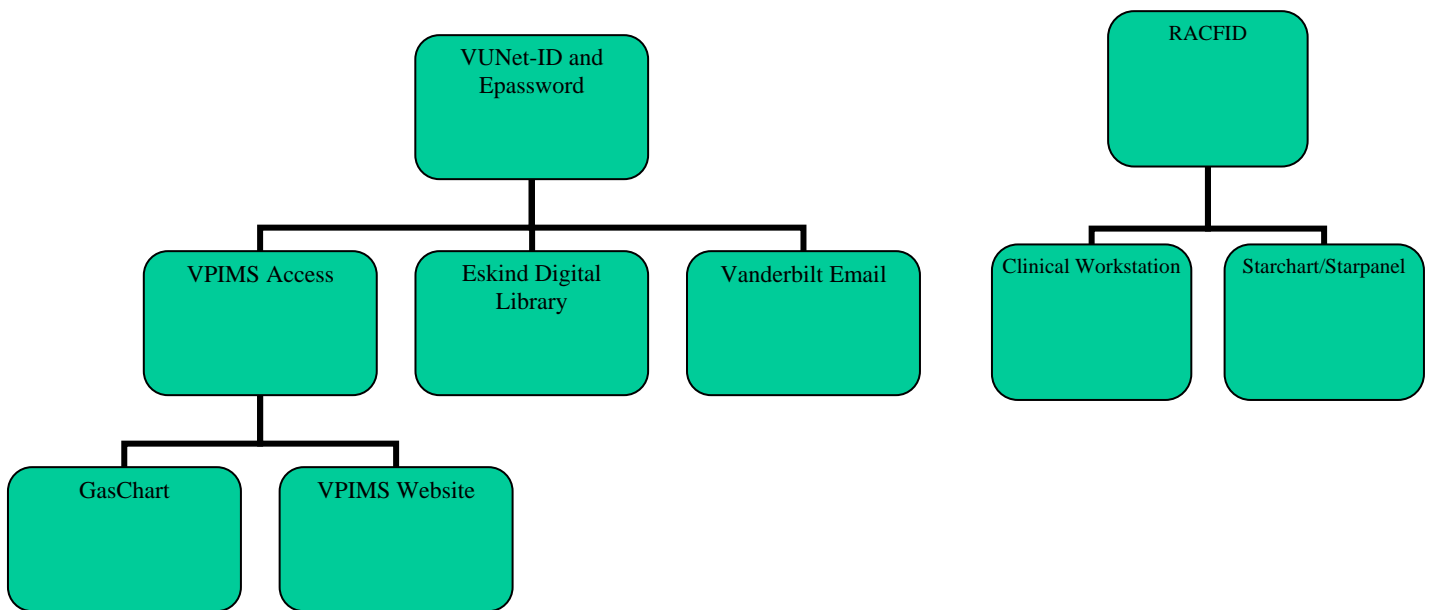 VUNet-ID and
Epassword
RACFID
VPIMS Access
Eskind Digital
Library
Vanderbilt Email
Clinical Workstation
Starchart/Starpanel
GasChart
VPIMS Website